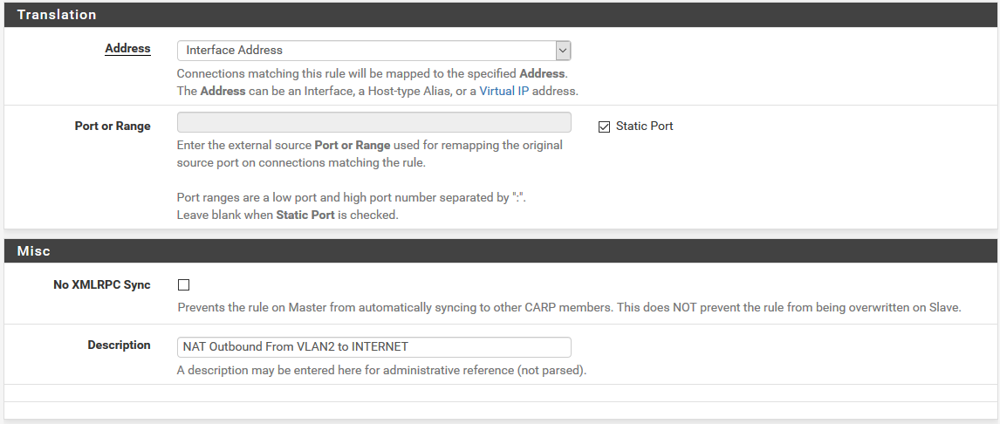 Translation
Address
Interface Address
Connections matching this rule will be mapped to the specified Address.
The Address can be an Interface, a Host-type Alias, or a Virtual IP address.
Port or Range
Static Port
Enter the external source Port or Range used for remapping the original
source port on connections matching the rule.
Port ranges are a low port and high port number separated by ":".
Leave blank when Static Port is checked.
Misc
No XMLRPC Sync
Prevents the rule on Master from automatically syncing to other CARP members. This does NOT prevent the rule from being overwritten on Slave.
Description
NAT Outbound From VLAN2 to INTERNET
A description may be entered here for administrative reference (not parsed).